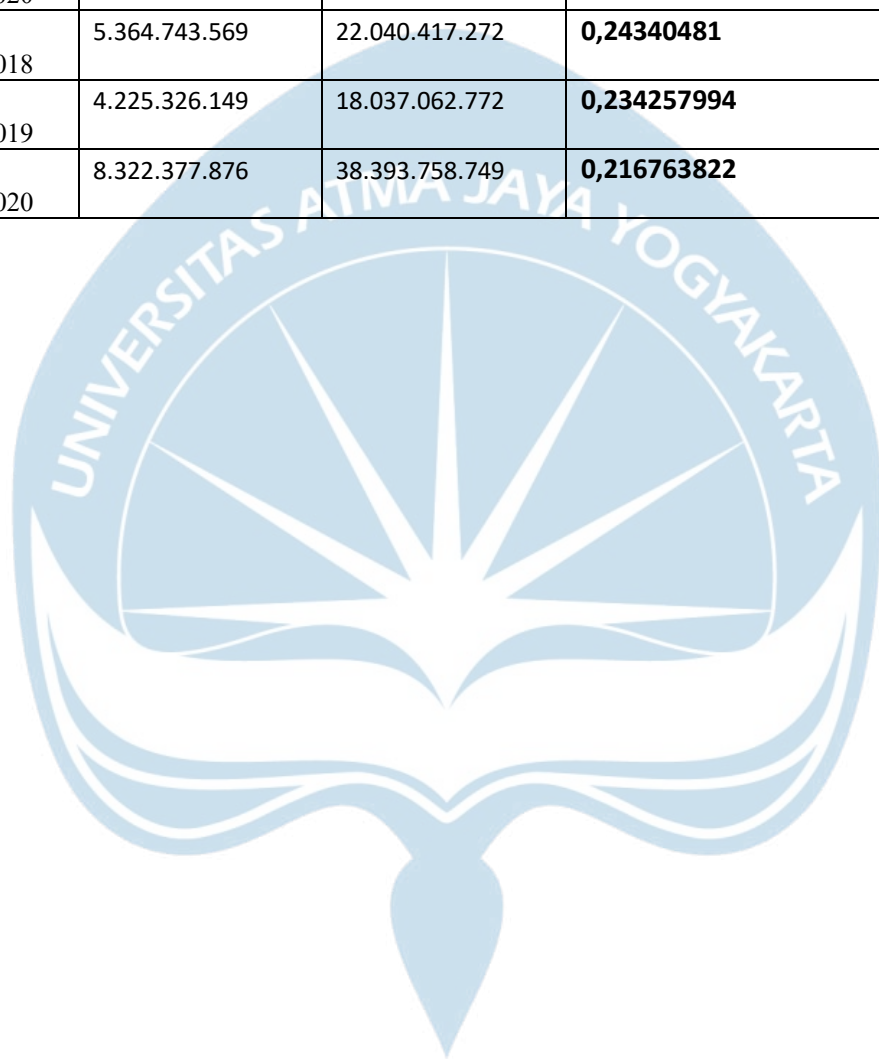 5.364.743.569 22.040.417.272 0,24340481
018
4.225.326.149 18.037.062.772 0,234257994
019
8.322.377.876 38.393.758.749 0,216763822
020
UNIVERSITAS ATMA JAYA YOGYAKARTA